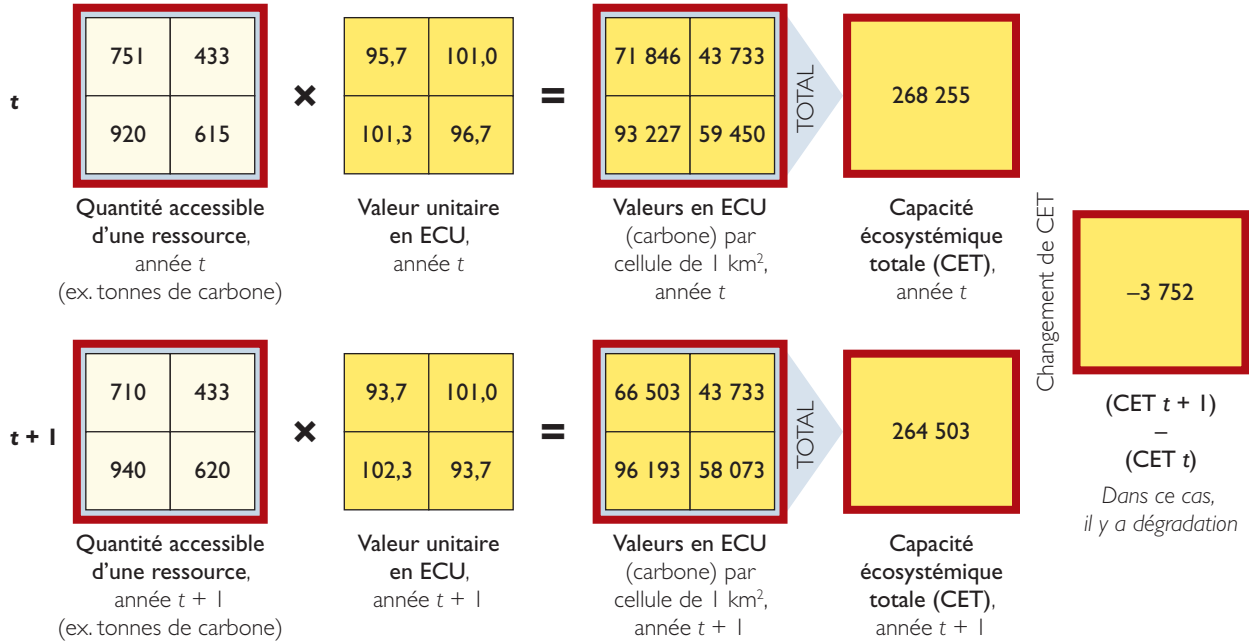 751 433 95,7 101,0 71 846 43 733
t × = TOTAL 268 255
920 615 101,3 96,7 93 227 59 450
Quantité accessible
d'une ressource,
année t
(ex. tonnes de carbone)
Valeur unitaire
en ECU,
année t
Valeurs en ECU
(carbone) par
cellule de 1 km²,
année t
Capacité
écosystémique
totale (CET),
année t
710 433 93,7 101,0 66 503 43 733
t + 1 × = TOTAL 264 503
940 620 102,3 93,7 96 193 58 073
Quantité accessible
d'une ressource,
année t + 1
(ex. tonnes de carbone)
Valeur unitaire
en ECU,
année t + 1
Valeurs en ECU
(carbone) par
cellule de 1 km²,
année t + 1
Capacité
écosystémique
totale (CET),
année t + 1
Changement de CET
–3 752
(CET t + 1)
–
(CET t)
Dans ce cas,
il y a dégradation